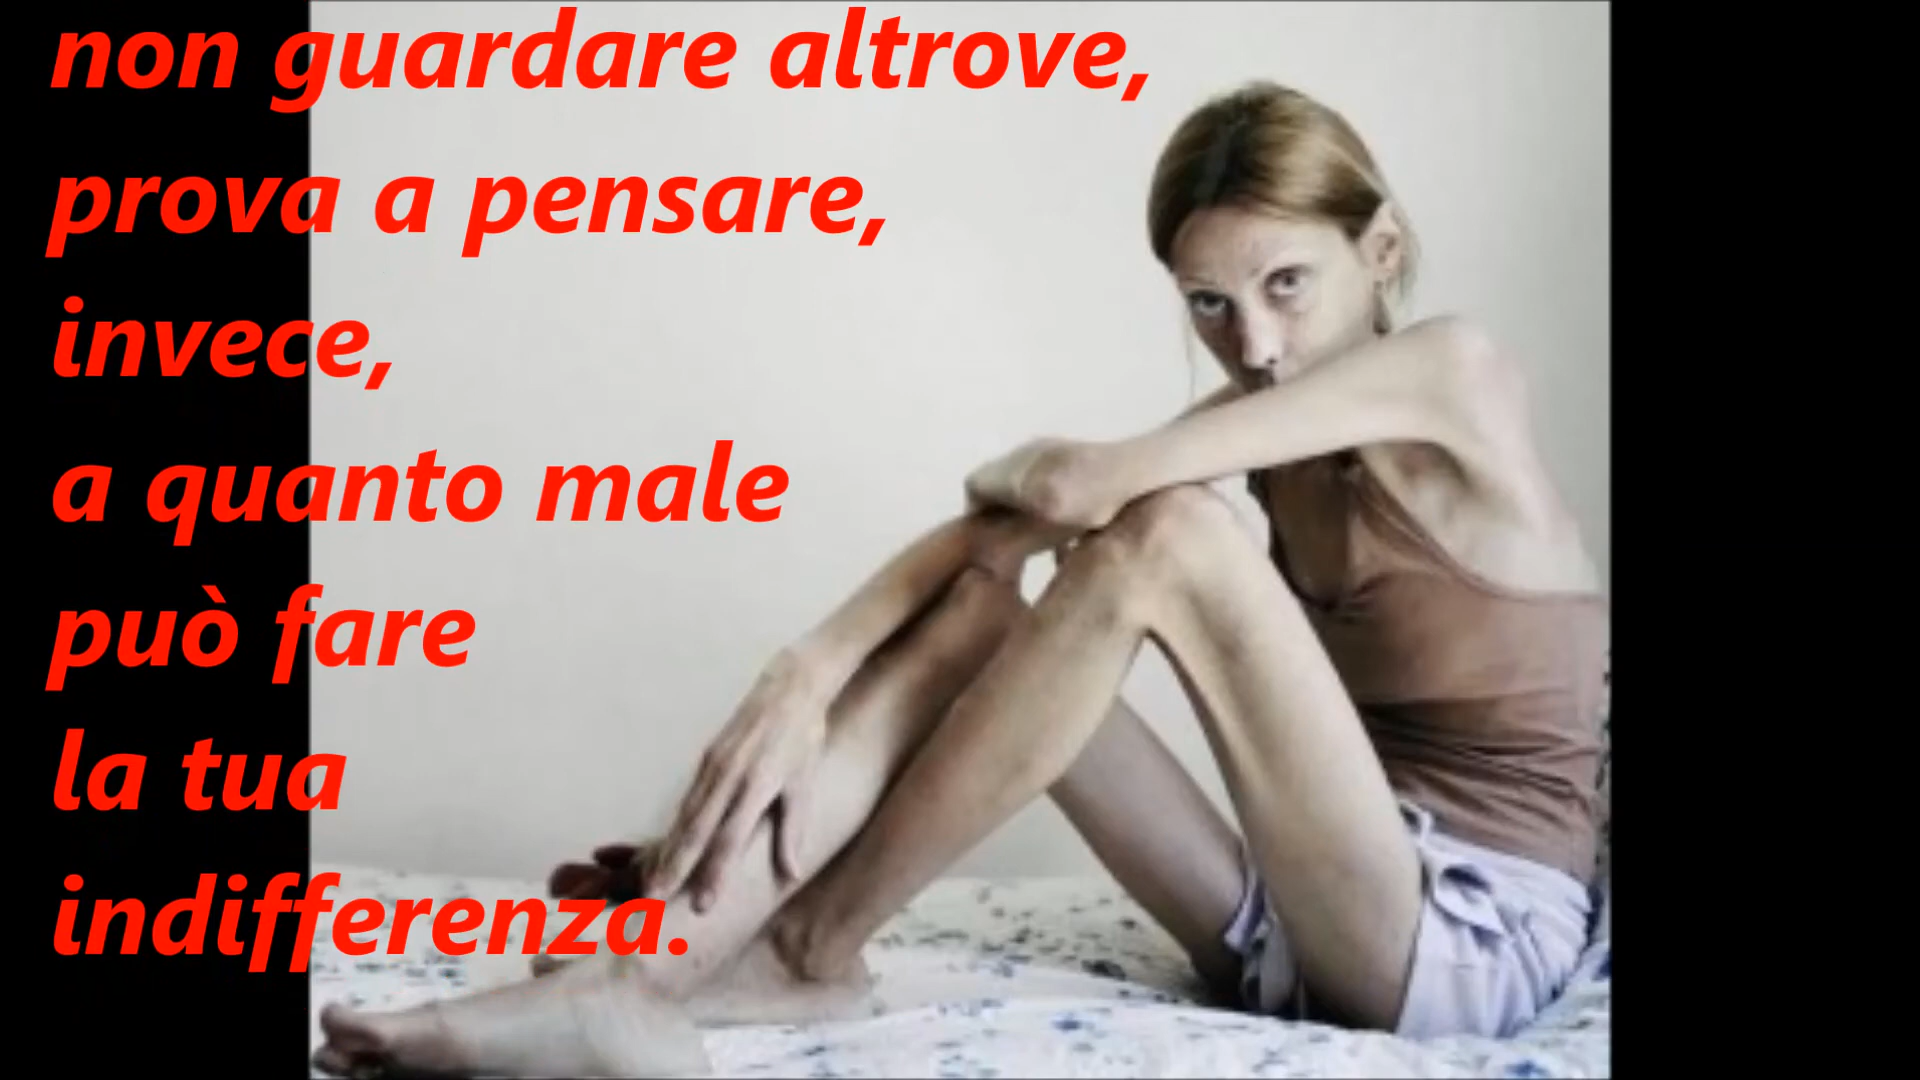 non guardare altrove,
prova a pensare,
invece,
a quanto male
può fare
la tua
indifferenza.